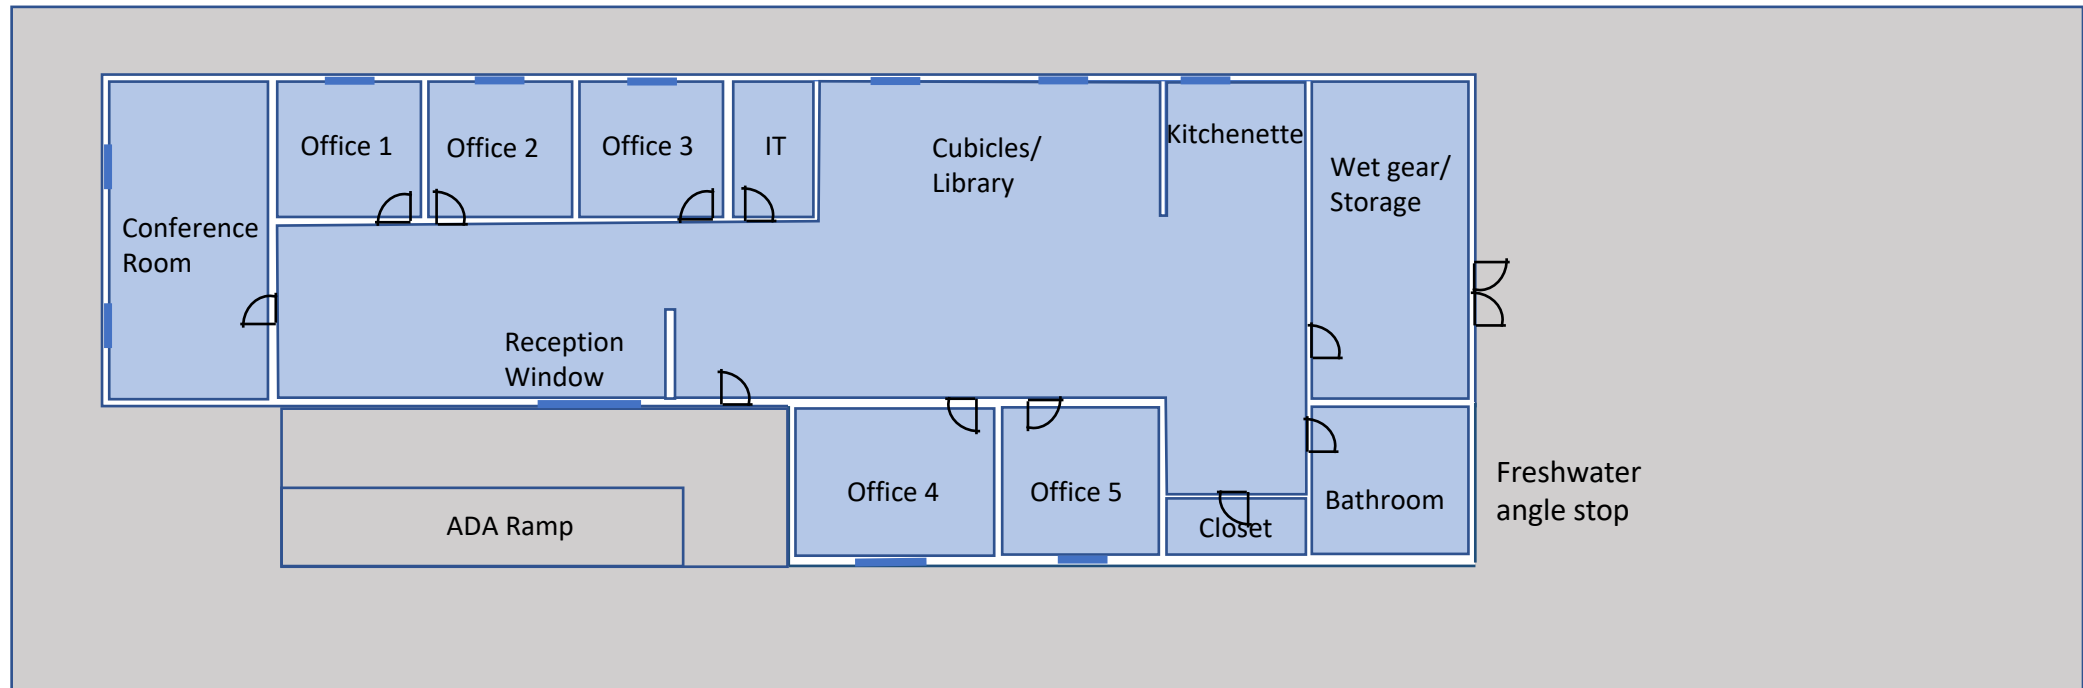 Office 1
Office 2
Office 3
IT
Cubicles/
Library
Kitchenette
Wet gear/
Storage
Conference
Room
Reception
Window
ADA Ramp
Office 4
Office 5
Closet
Bathroom
Freshwater
angle stop